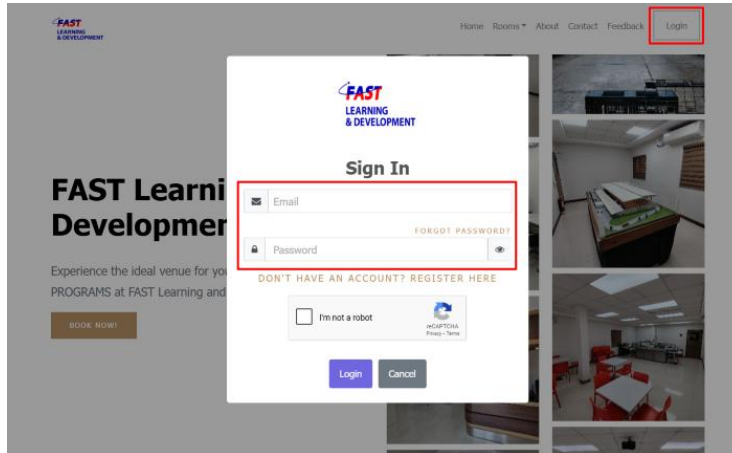 FAST
LEARNING
& DEVELOPMENT
Home Rooms About Contact Feedback Login
FAST
LEARNING
& DEVELOPMENT
Sign In
Email
FORGOT PASSWORD?
Password
DON'T HAVE AN ACCOUNT? REGISTER HERE
I'm not a robot
reCAPTCHA
Privacy - Terms
Login Cancel
FAST Learni
Developmer
Experience the ideal venue for you
PROGRAMS at FAST Learning and
BOOK NOW!